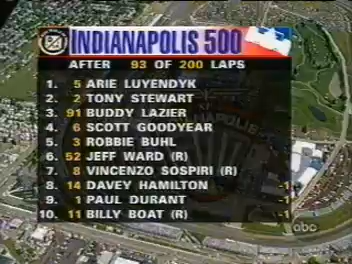 INDIANAPOLIS 500
AFTER 93 OF 200 LAPS
1. 5 ARIE LUYENDYK
2. 2 TONY STEWART
3. 91 BUDDY LAZIER
4. 6 SCOTT GOODYEAR
5. 3 ROBBIE BUHL
6. 52 JEFF WARD (R)
7. 8 VINCENZO SOSPIRI (R)
8. 14 DAVEY HAMILTON -1
9. 1 PAUL DURANT -1
10. 11 BILLY BOAT (R) -1
abc